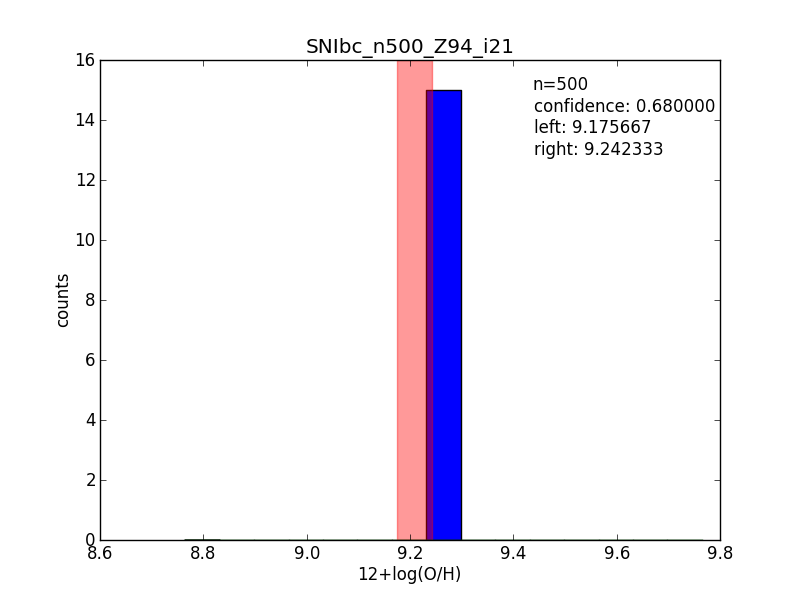 SNIbc_n500_Z94_i21
n=500
confidence: 0.680000
left: 9.175667
right: 9.242333
16
14
12
10
8
6
4
2
0
counts
8.6 8.8 9.0 9.2 9.4 9.6 9.8
12+log(O/H)